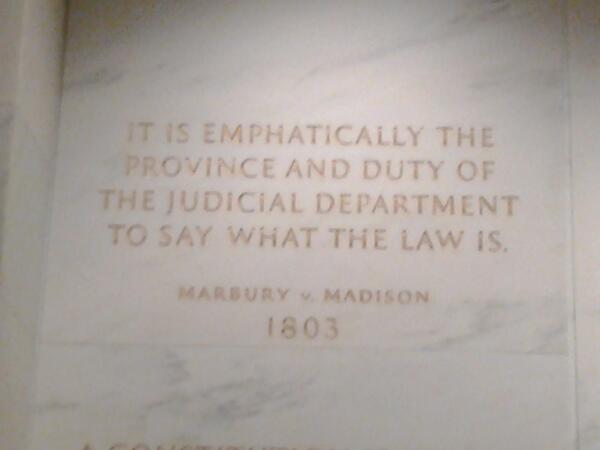 IT IS EMPHATICALLY THE
PROVINCE AND DUTY OF
THE JUDICIAL DEPARTMENT
TO SAY WHAT THE LAW IS.
MARBURY v. MADISON
1803